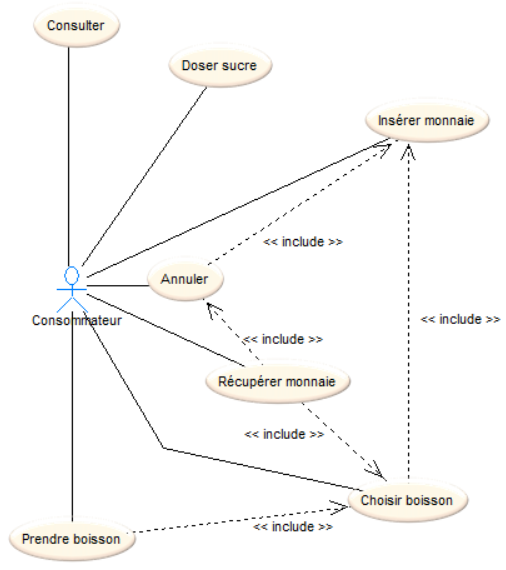 Consulter
Doser sucre
Insérer monnaie
<< include >>
Annuler
Consommateur
<< include >>
<< include >>
Récupérer monnaie
<< include >>
Choisir boisson
<< include >>
Prendre boisson